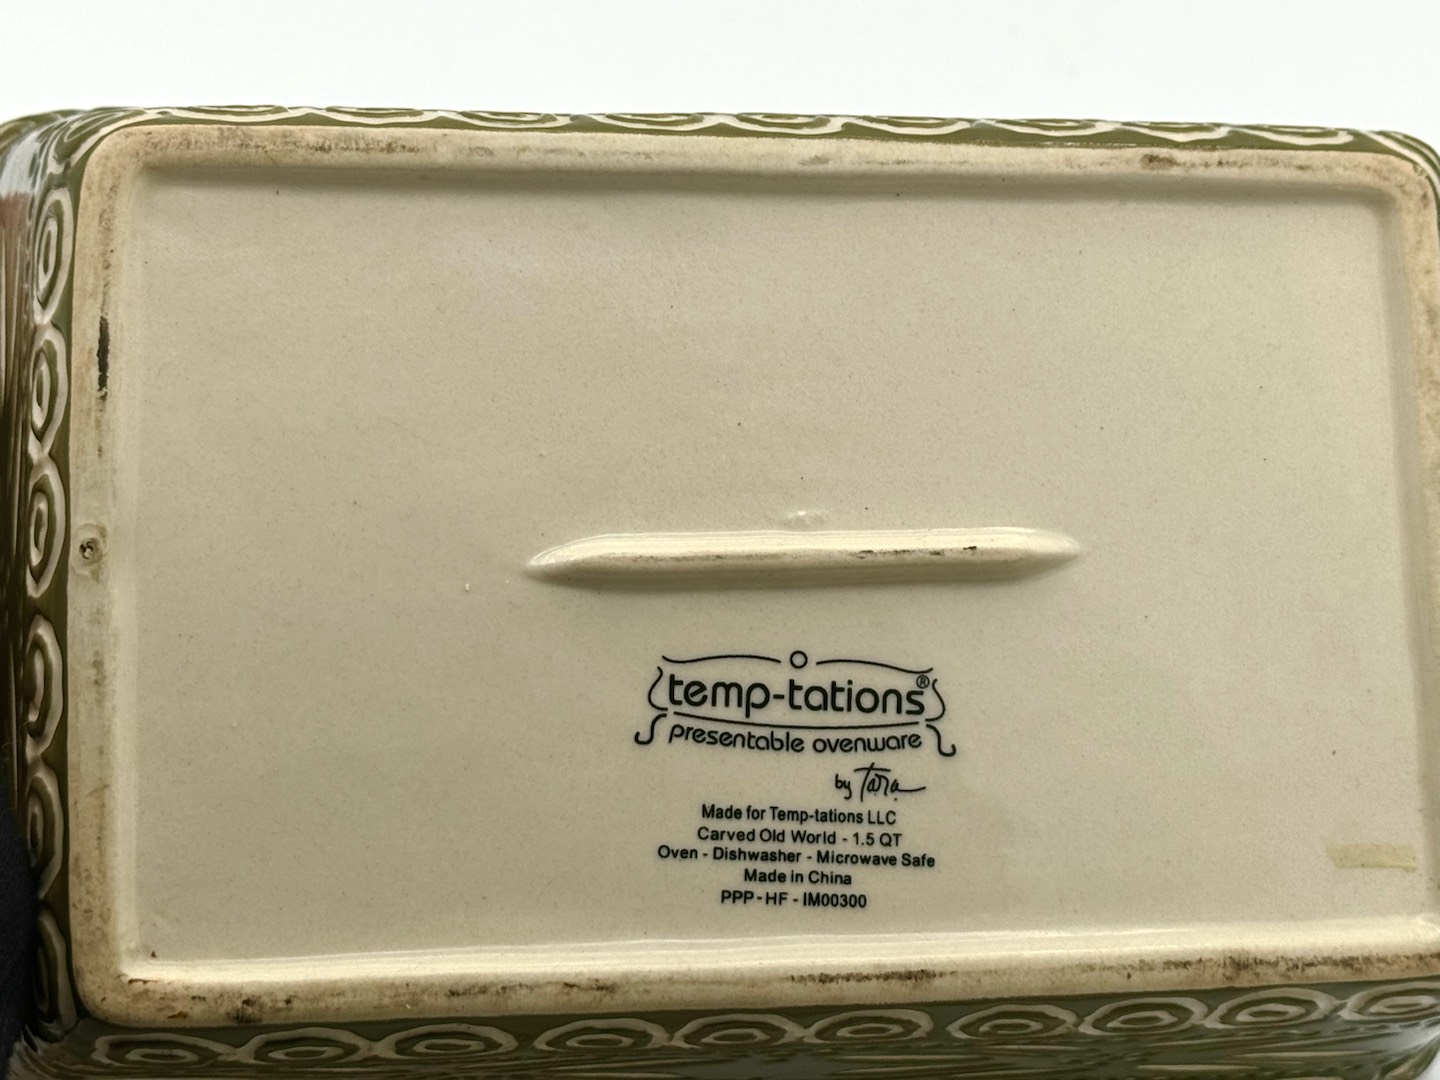 temp-tations®
presentable ovenware
by Tara
Made for Temp-tations LLC
Carved Old World - 1.5 QT
Oven - Dishwasher - Microwave Safe
Made in China
PPP - HF - IM00300